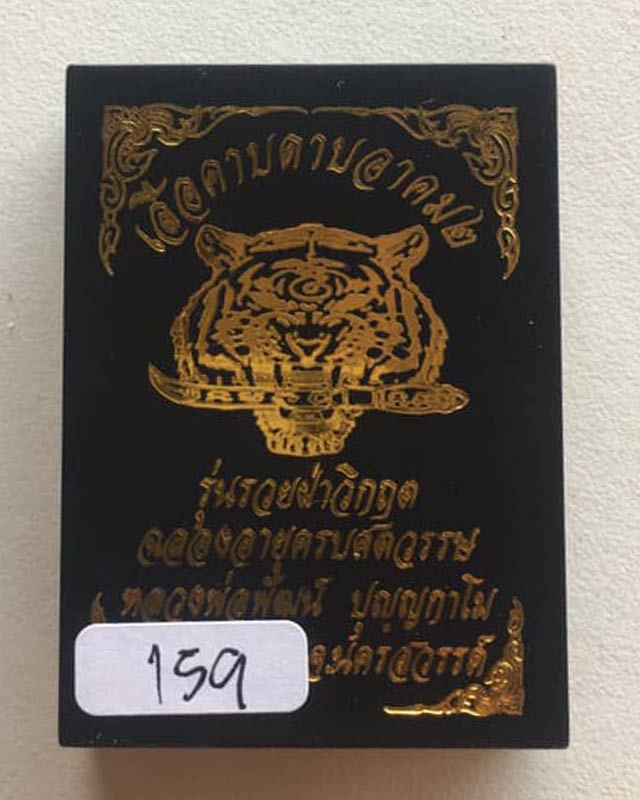 เสือคาบดาบอาคม๒
รุ่นรวยฝ่าวิกฤต
ฉลองอายุครบศตวรรษ
หลวงพ่อพัฒน์ ปุญญกาโม
จ.นครสวรรค์
159